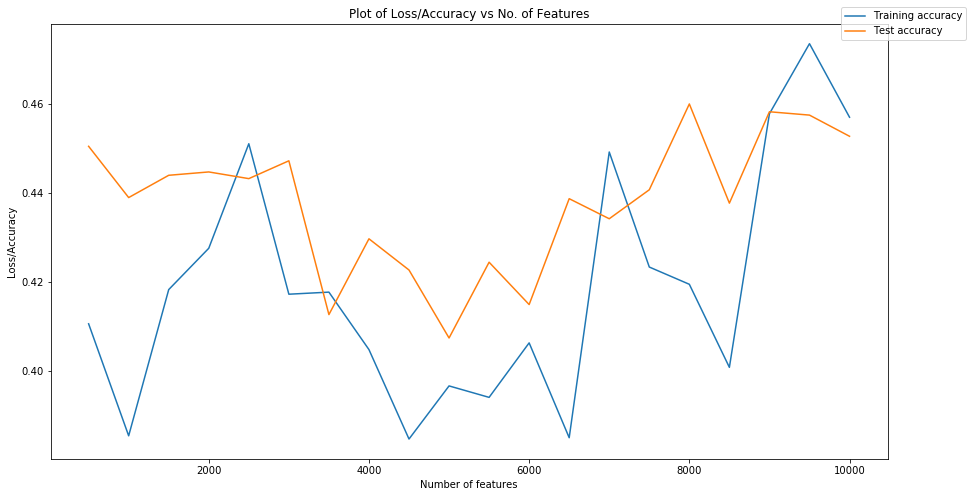 Plot of Loss/Accuracy vs No. of Features
Training accuracy
Test accuracy
Loss/Accuracy
0.46
0.44
0.42
0.40
2000
4000
6000
8000
10000
Number of features